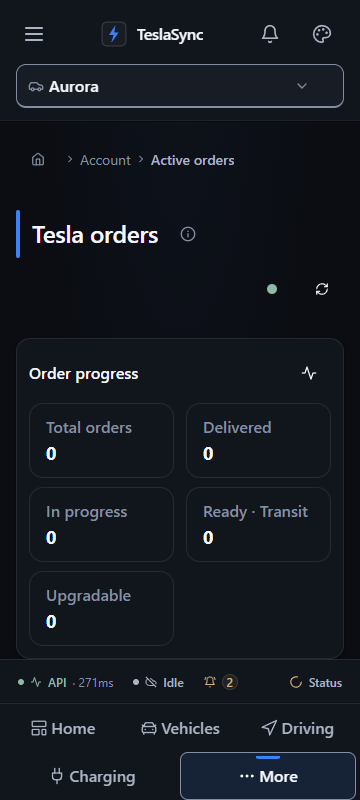 TeslaSync
Aurora
Account > Active orders
Tesla orders
Order progress
Total orders
0
Delivered
0
In progress
0
Ready · Transit
0
Upgradable
0
API · 271ms
Idle
2
Status
Home
Vehicles
Driving
Charging
More